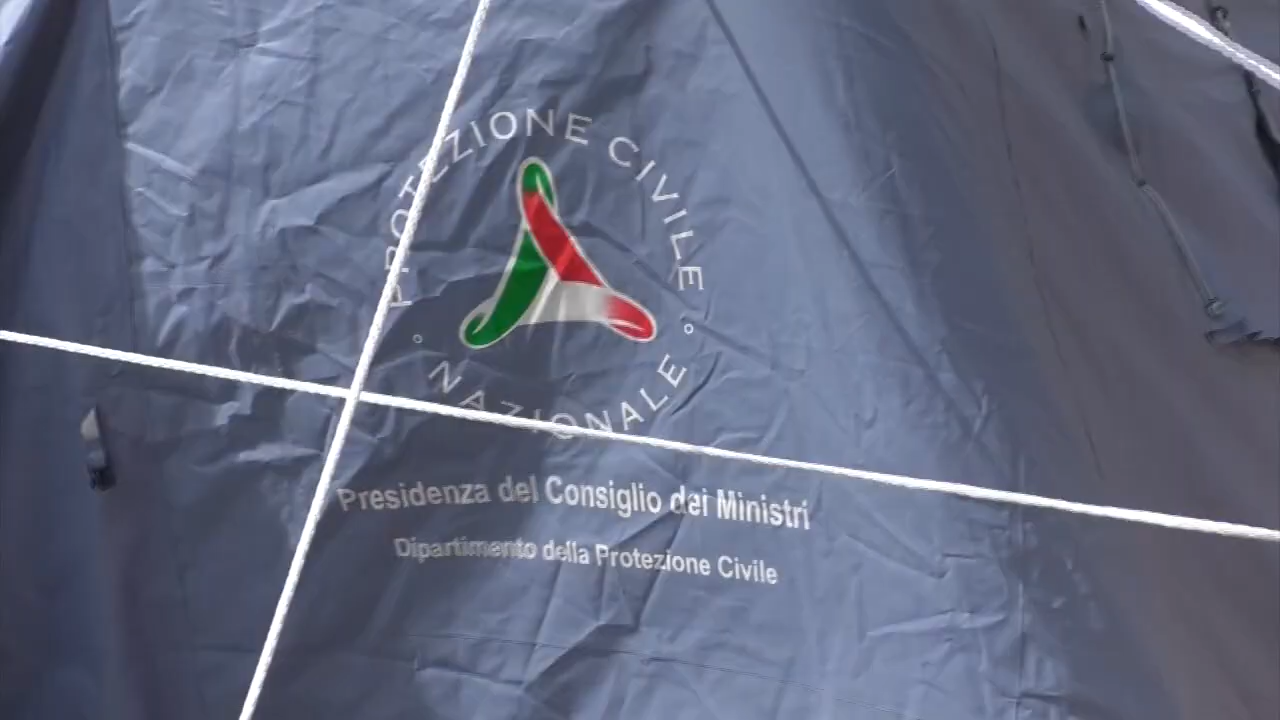 PROTEZIONE CIVILE
NAZIONALE
Presidenza del Consiglio dei Ministri
Dipartimento della Protezione Civile